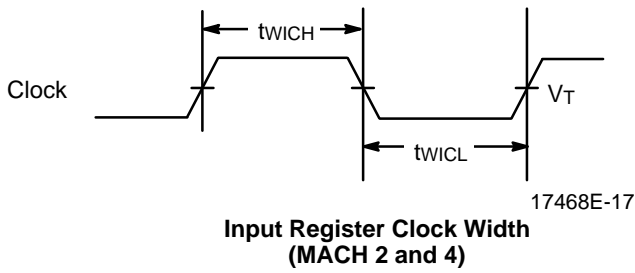 tWICH
Clock
VT
tWICL
17468E-17
Input Register Clock Width
(MACH 2 and 4)